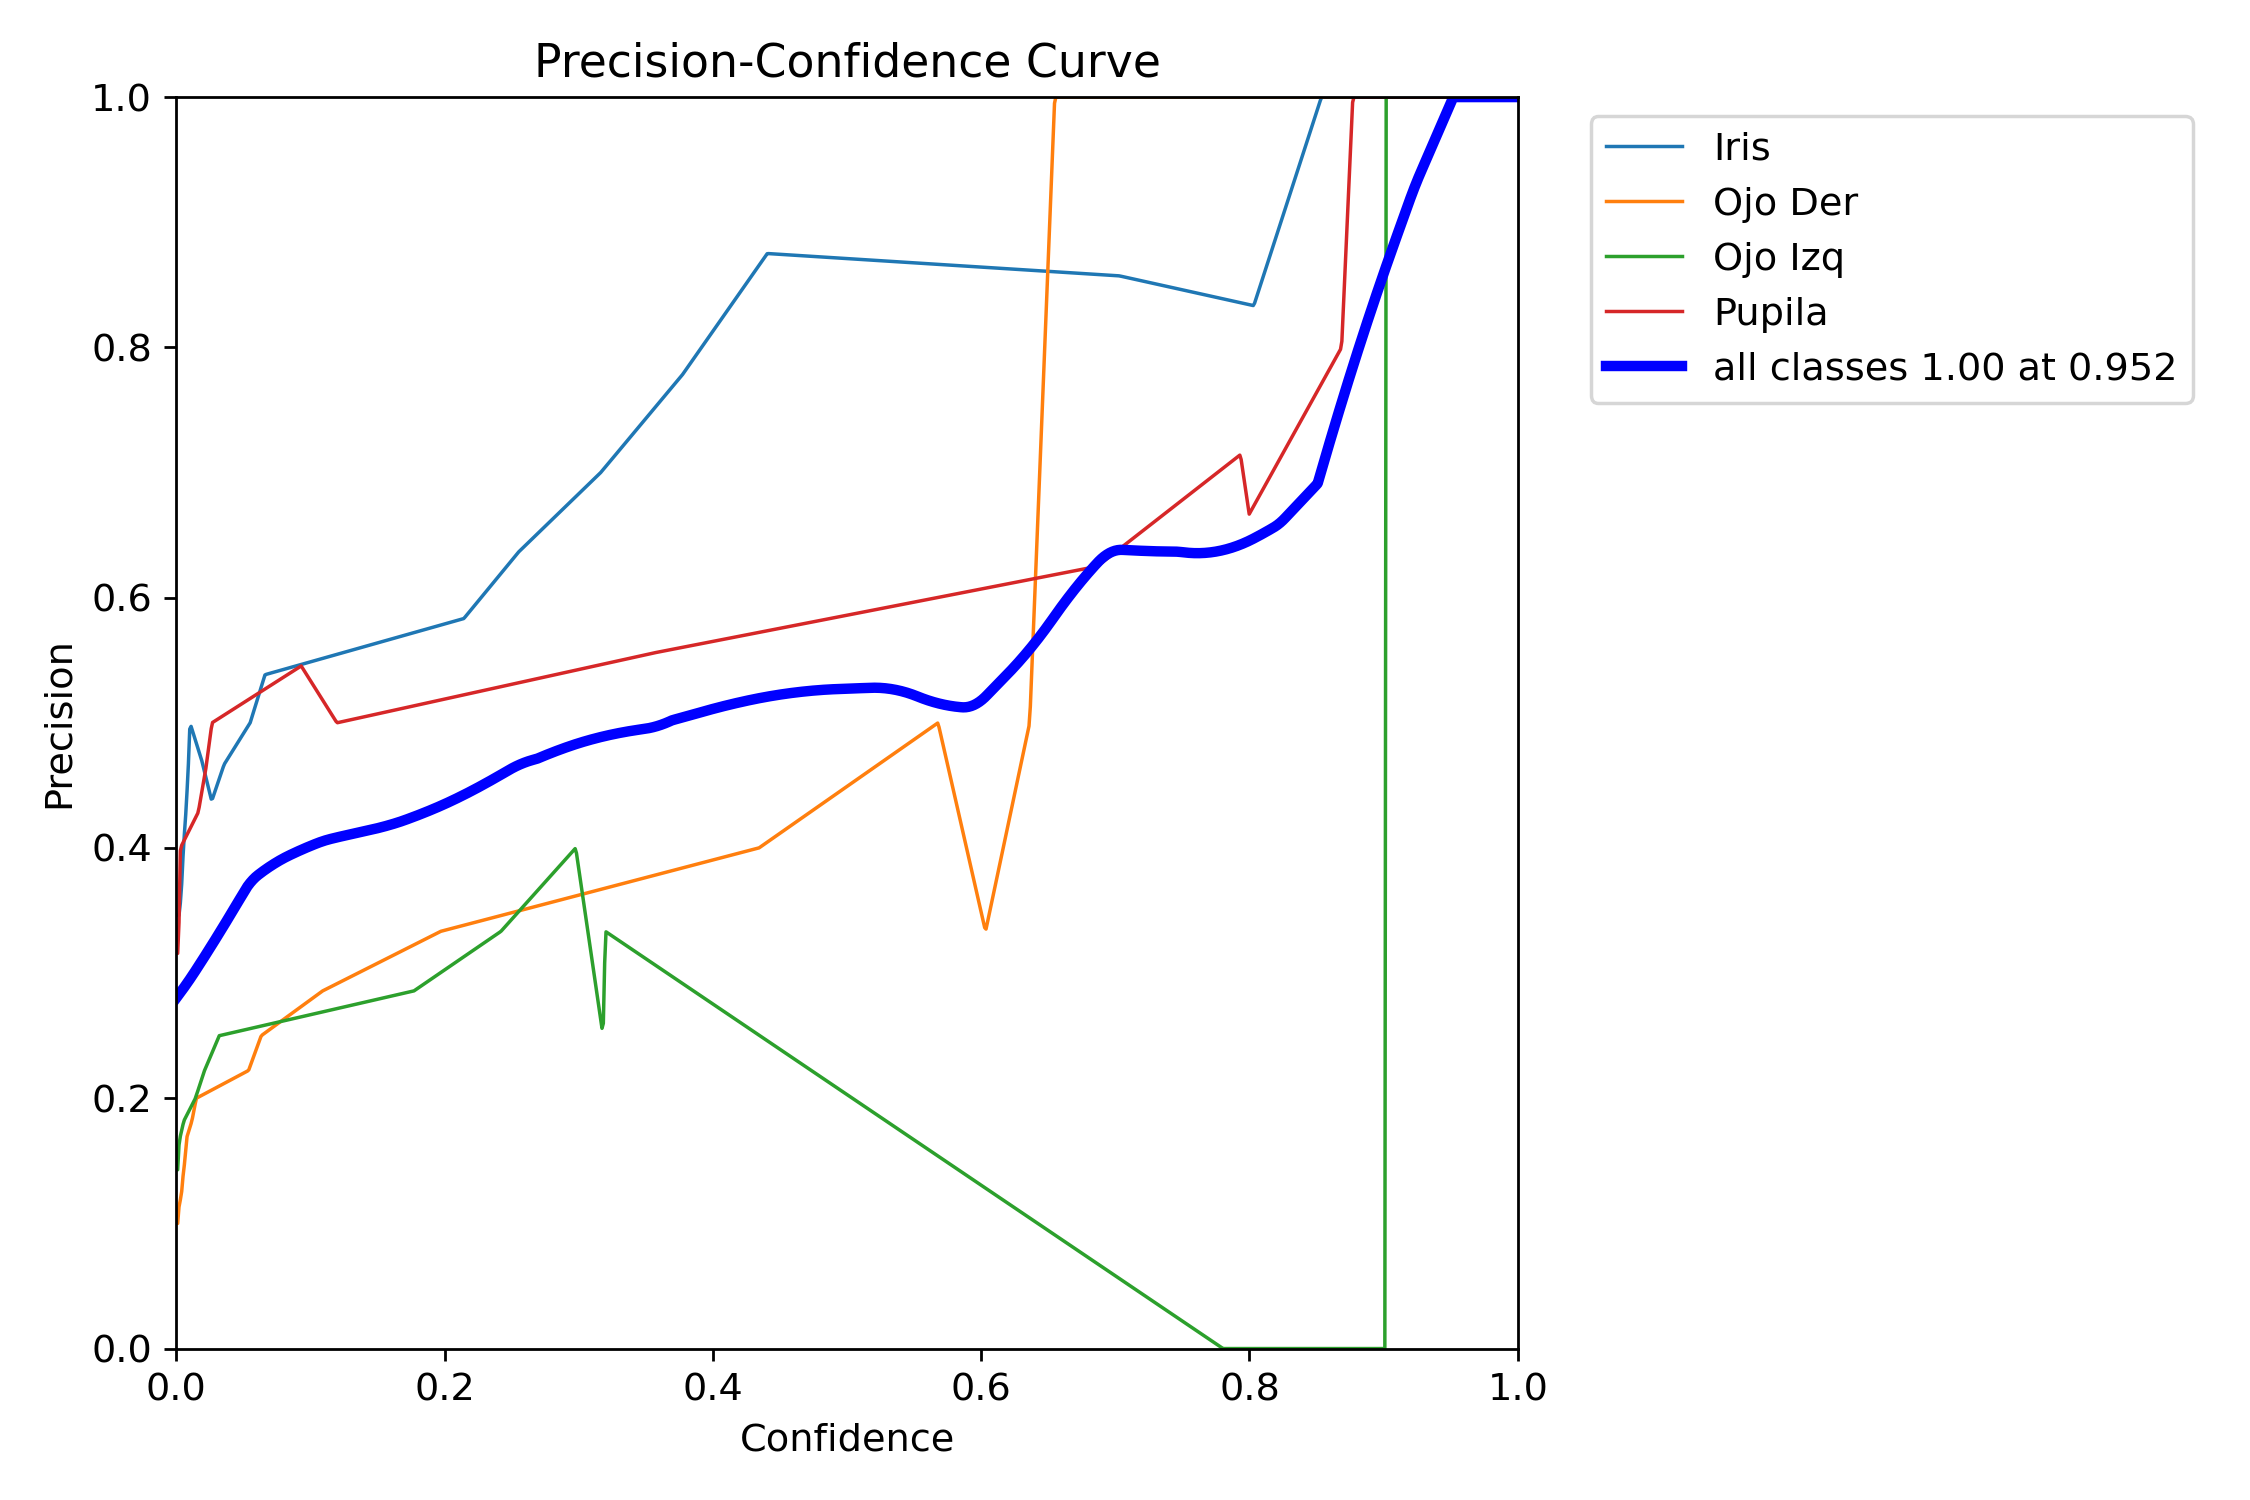 Precision-Confidence Curve
1.0
0.8
0.6
0.4
0.2
0.0
Precision
0.0 0.2 0.4 0.6 0.8 1.0
Confidence
Iris
Ojo Der
Ojo Izq
Pupila
all classes 1.00 at 0.952